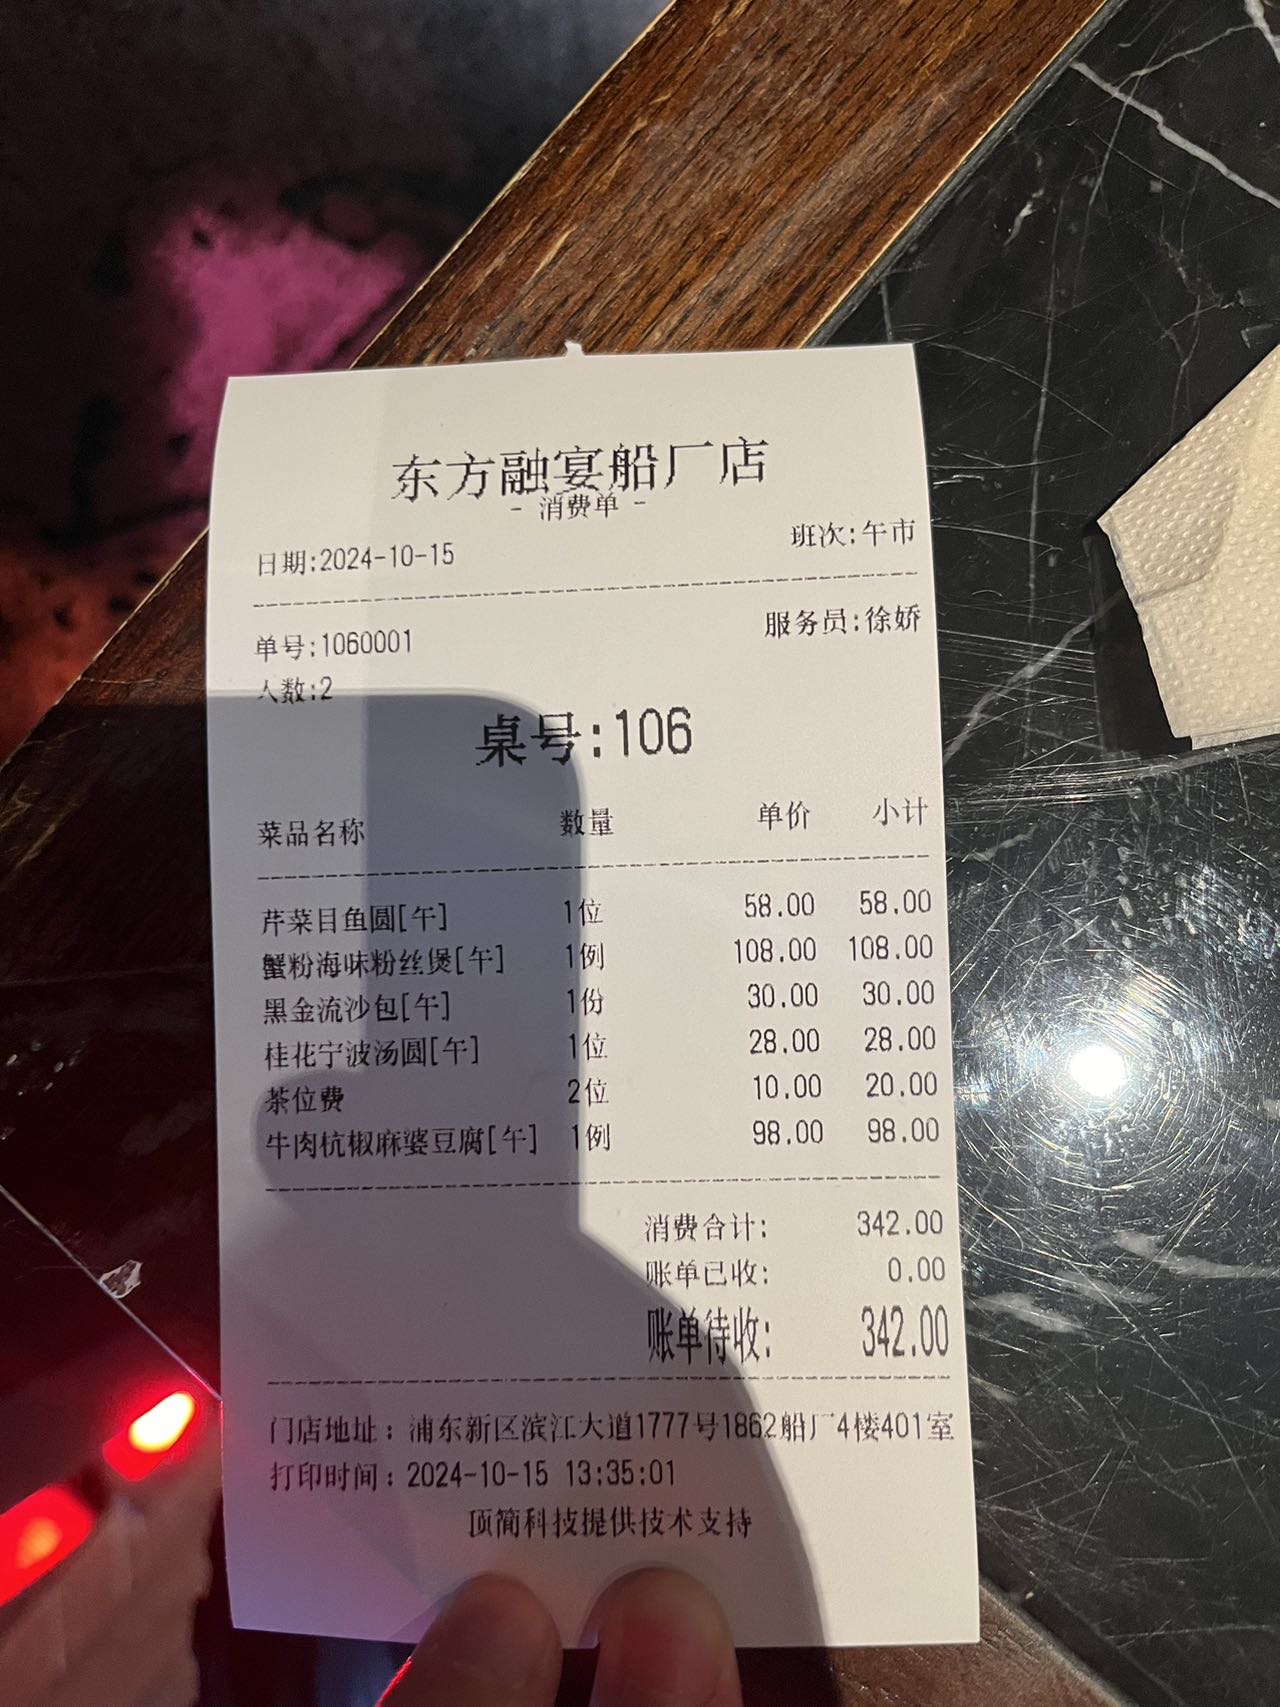 东方融宴船厂店
- 消费单 -
日期:2024-10-15 班次:午市
单号:1060001 服务员:徐娇
人数:2
桌号:106
菜品名称 数量 单价 小计
芹菜目鱼圆[午] 1位 58.00 58.00
蟹粉海味粉丝煲[午] 1例 108.00 108.00
黑金流沙包[午] 1份 30.00 30.00
桂花宁波汤圆[午] 1位 28.00 28.00
茶位费 2位 10.00 20.00
牛肉杭椒麻婆豆腐[午] 1例 98.00 98.00
消费合计: 342.00
账单已收: 0.00
账单待收: 342.00
门店地址：浦东新区滨江大道1777号1862船厂4楼401室
打印时间：2024-10-15 13:35:01
顶简科技提供技术支持